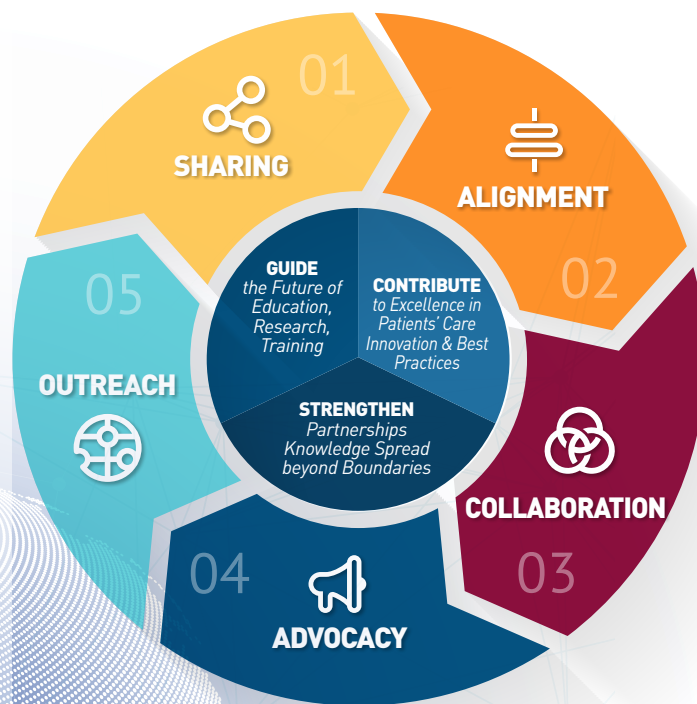 01
SHARING
ALIGNMENT
02
COLLABORATION
03
04
ADVOCACY
05
OUTREACH
GUIDE
the Future of
Education,
Research,
Training
CONTRIBUTE
to Excellence in
Patients' Care
Innovation & Best
Practices
STRENGTHEN
Partnerships
Knowledge Spread
beyond Boundaries